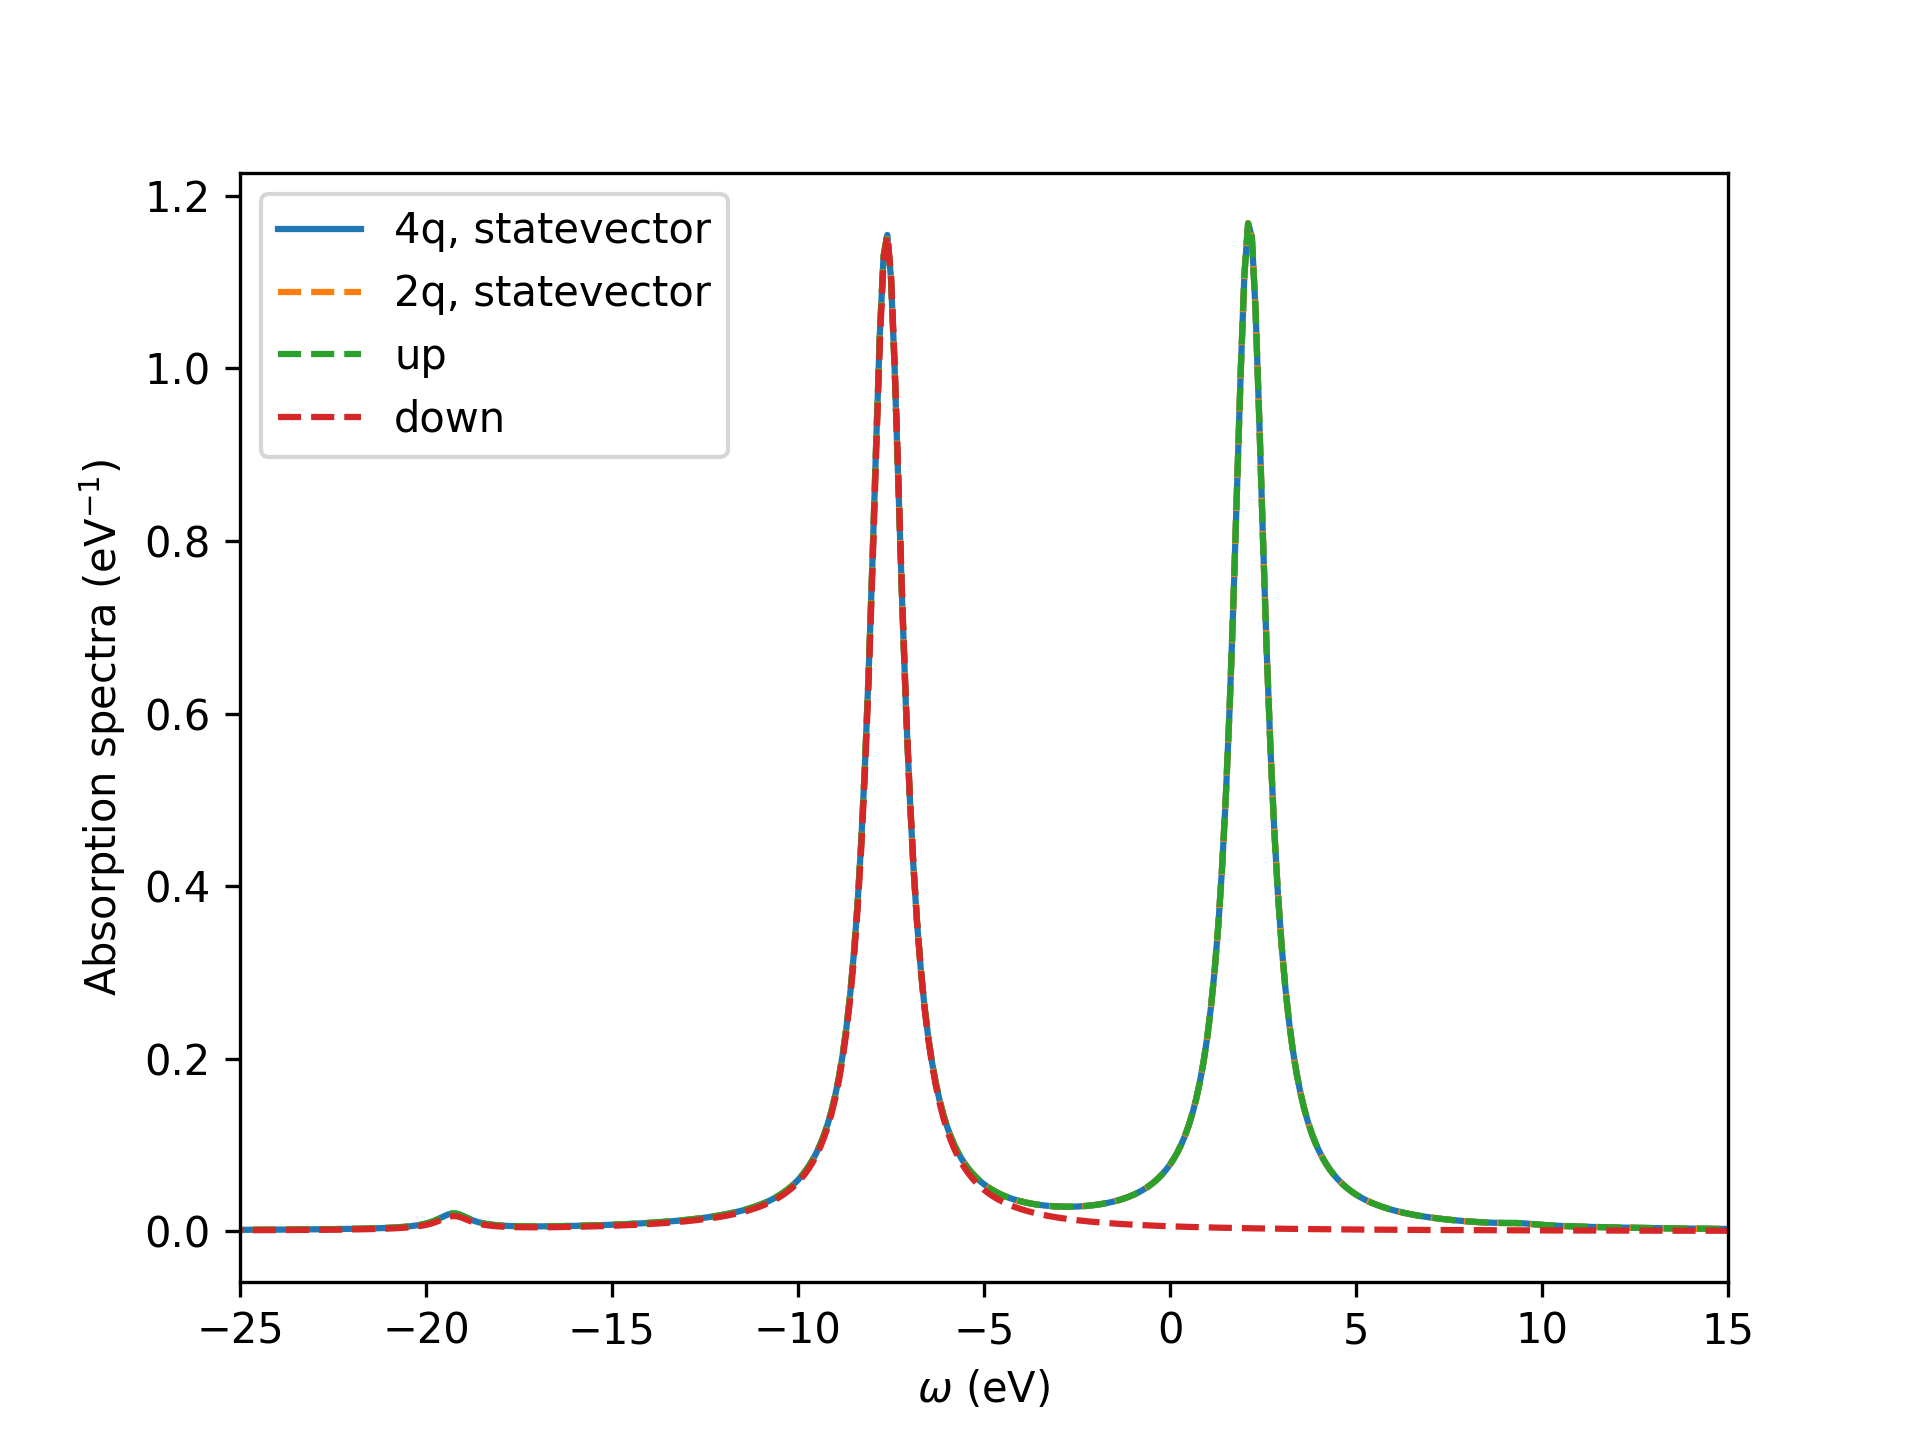 4q, statevector
2q, statevector
up
down
1.2
1.0
0.8
0.6
0.4
0.2
0.0
Absorption spectra (eV⁻¹)
−25 −20 −15 −10 −5 0 5 10 15
ω (eV)